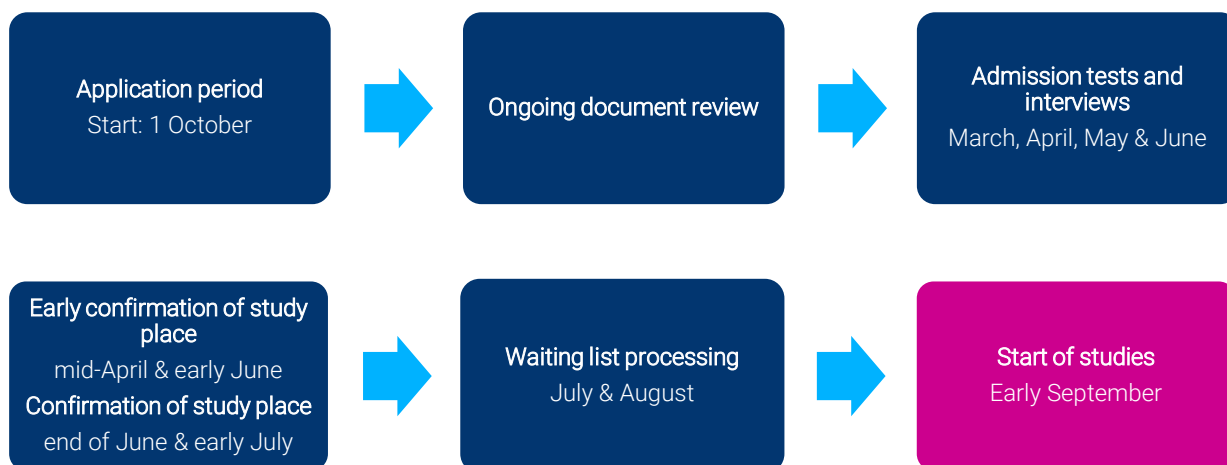 Application period
Start: 1 October
Ongoing document review
Admission tests and
interviews
March, April, May & June
Early confirmation of study
place
mid-April & early June
Confirmation of study place
end of June & early July
Waiting list processing
July & August
Start of studies
Early September